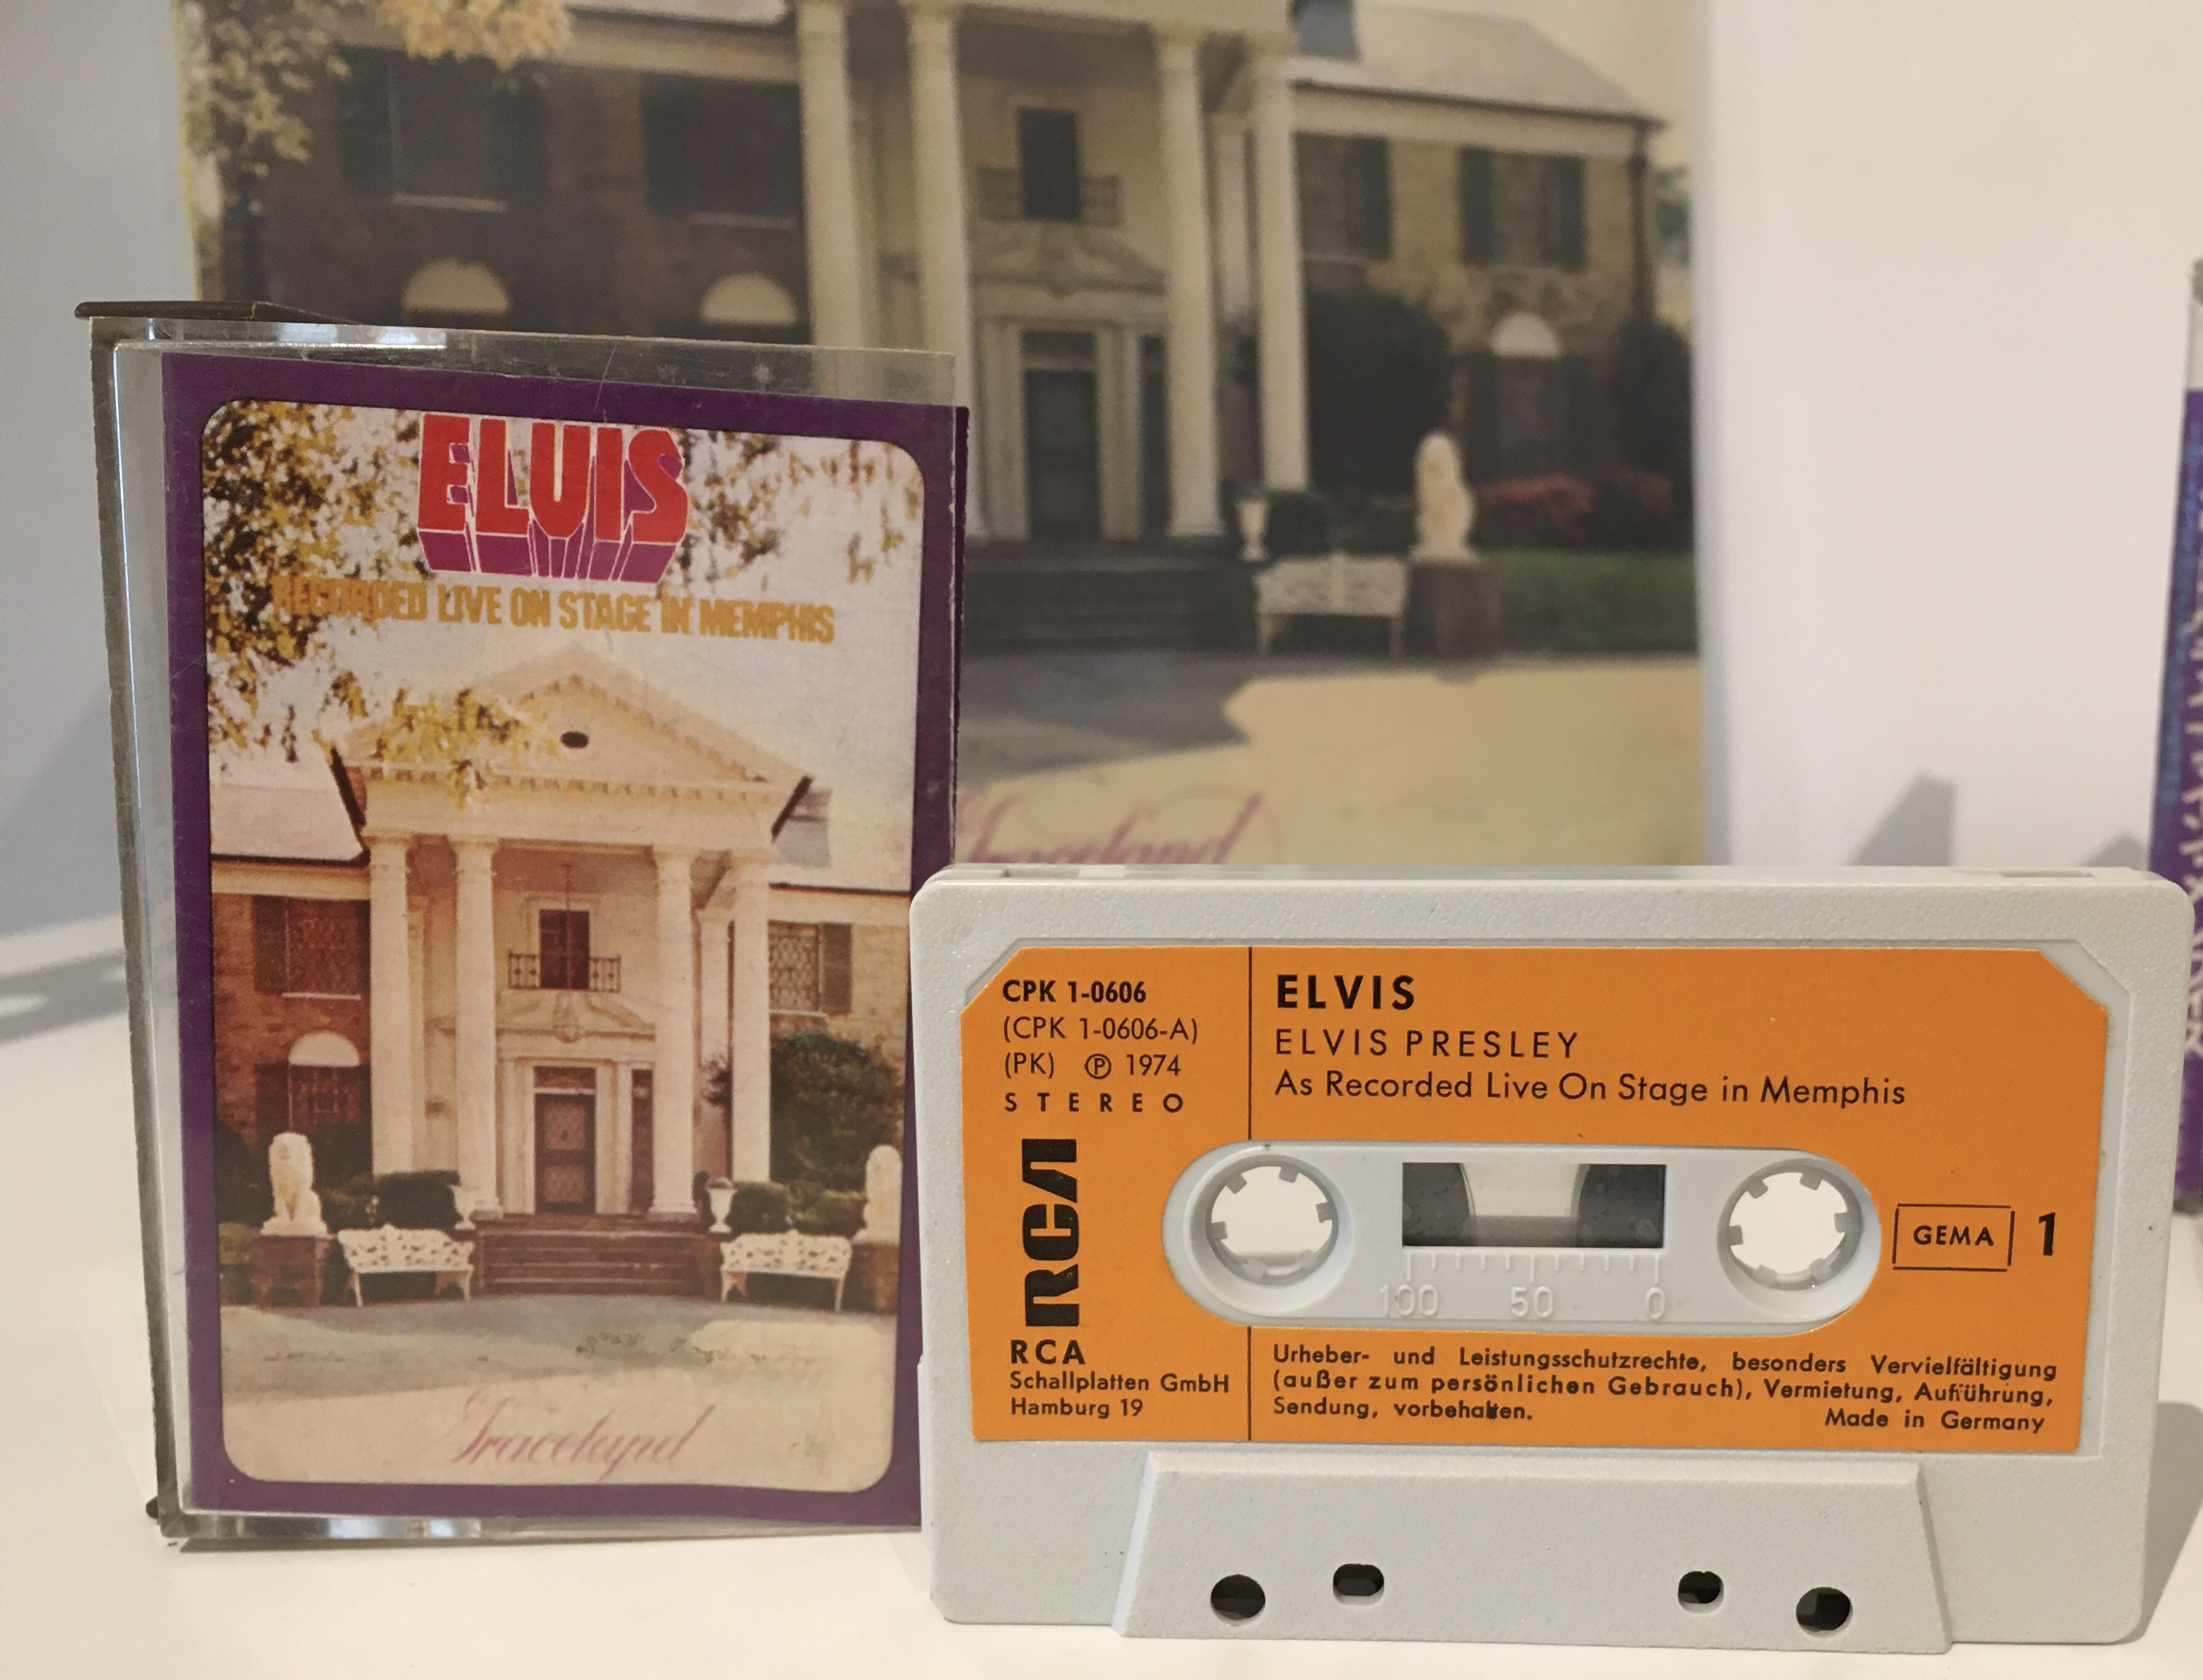 ELVIS
RECORDED LIVE ON STAGE IN MEMPHIS
Graceland
Graceland
CPK 1-0606
(CPK 1-0606-A)
(PK) Ⓟ 1974
STEREO
RCA
RCA
Schallplatten GmbH
Hamburg 19
ELVIS
ELVIS PRESLEY
As Recorded Live On Stage in Memphis
100 50 0
GEMA 1
Urheber- und Leistungsschutzrechte, besonders Vervielfältigung
(außer zum persönlichen Gebrauch), Vermietung, Aufführung,
Sendung, vorbehalten.
Made in Germany